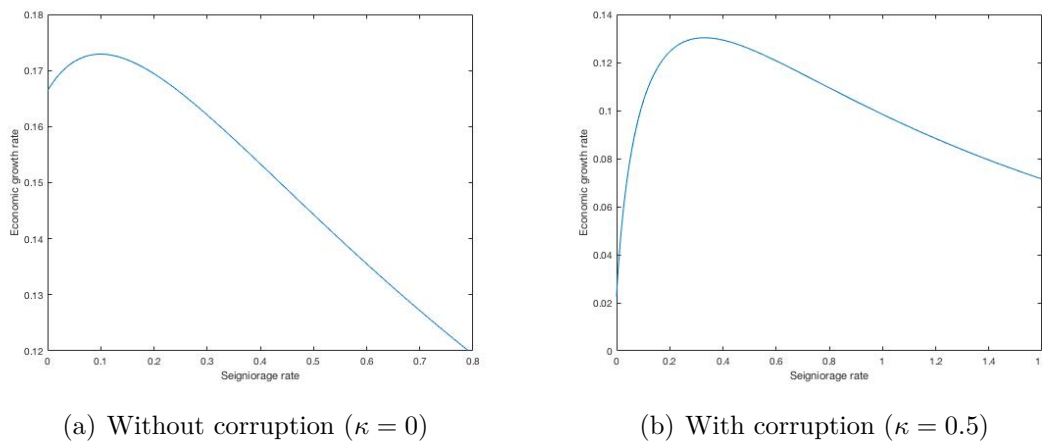 0.18
0.17
0.16
0.15
0.14
0.13
0.12
Economic growth rate
0 0.1 0.2 0.3 0.4 0.5 0.6 0.7 0.8
Seigniorage rate
(a) Without corruption (κ = 0)
0.14
0.12
0.1
0.08
0.06
0.04
0.02
0
Economic growth rate
0 0.2 0.4 0.6 0.8 1 1.2 1.4
Seigniorage rate
(b) With corruption (κ = 0.5)